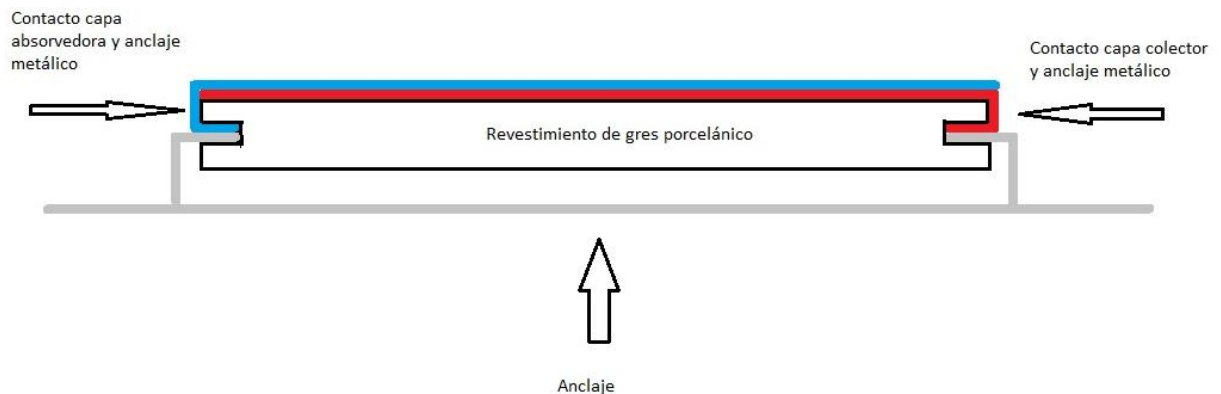 Contacto capa
absorvedora y anclaje
metálico
Contacto capa colector
y anclaje metálico
Revestimiento de gres porcelánico
Anclaje